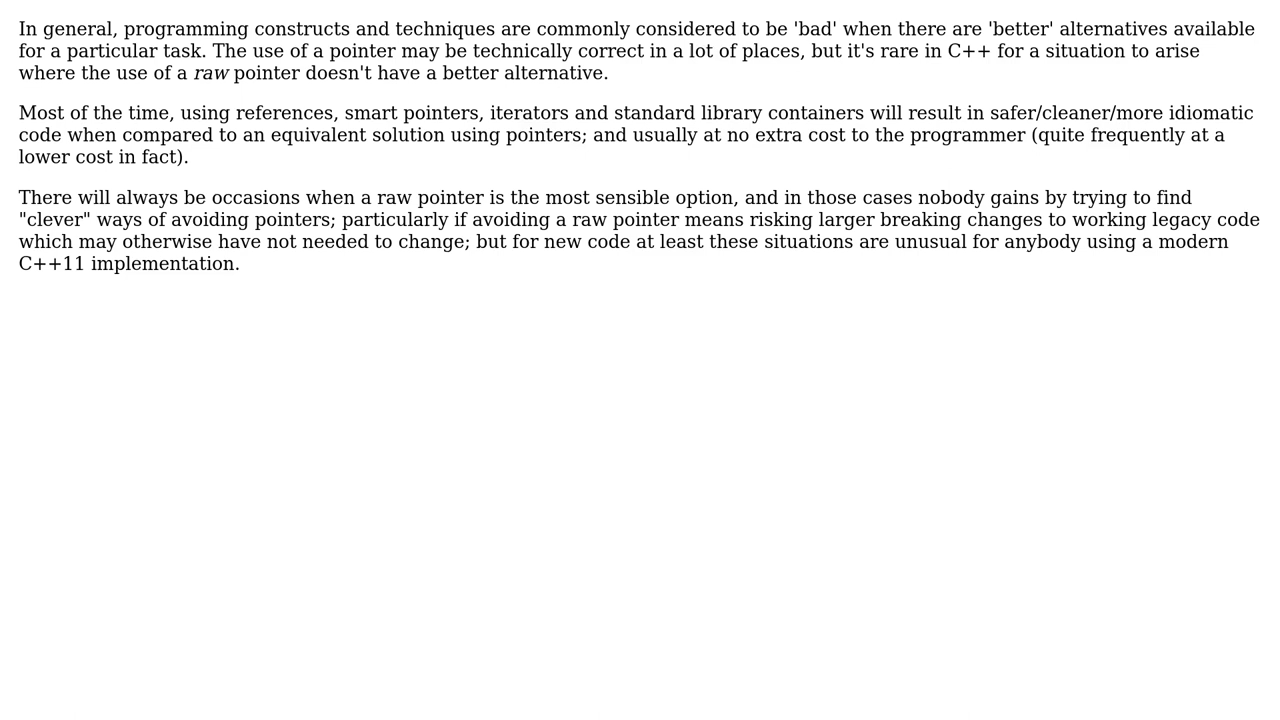 In general, programming constructs and techniques are commonly considered to be 'bad' when there are 'better' alternatives available
for a particular task. The use of a pointer may be technically correct in a lot of places, but it's rare in C++ for a situation to arise
where the use of a raw pointer doesn't have a better alternative.
Most of the time, using references, smart pointers, iterators and standard library containers will result in safer/cleaner/more idiomatic
code when compared to an equivalent solution using pointers; and usually at no extra cost to the programmer (quite frequently at a
lower cost in fact).
There will always be occasions when a raw pointer is the most sensible option, and in those cases nobody gains by trying to find
"clever" ways of avoiding pointers; particularly if avoiding a raw pointer means risking larger breaking changes to working legacy code
which may otherwise have not needed to change; but for new code at least these situations are unusual for anybody using a modern
C++11 implementation.